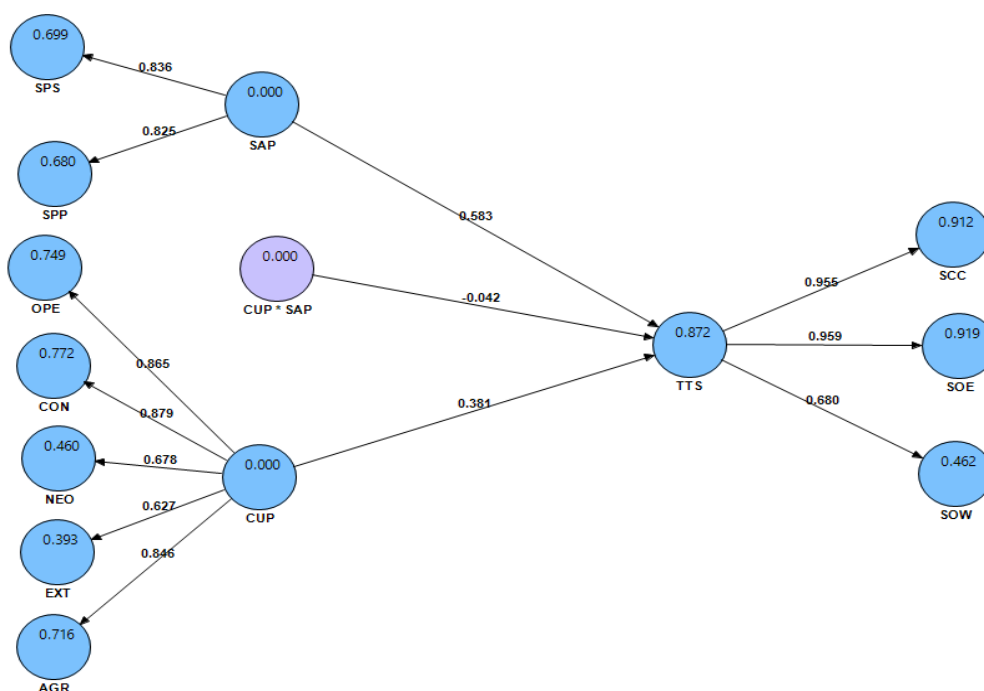 0.699
SPS
0.836
0.000
SAP
0.825
0.680
SPP
0.583
0.749
OPE
0.000
CUP * SAP
-0.042
0.912
SCC
0.955
0.872
TTS
0.959
0.919
SOE
0.772
CON
0.865
0.879
0.381
0.680
0.460
NEO
0.678
0.000
CUP
0.462
SOW
0.627
0.393
EXT
0.846
0.716
AGR